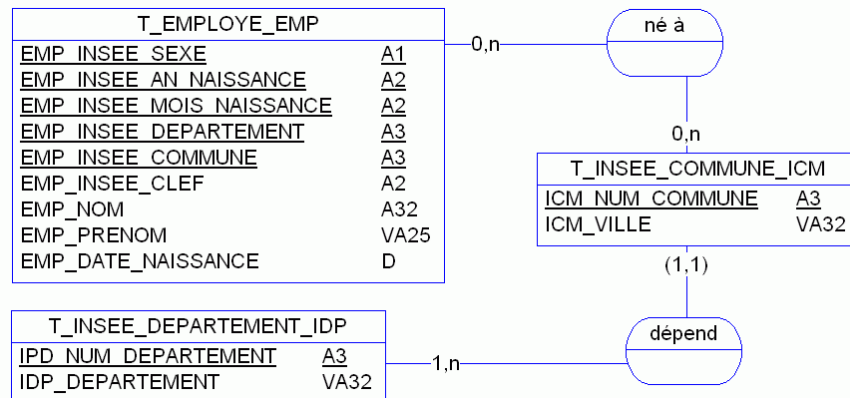 T_EMPLOYE_EMP
EMP_INSEE_SEXE A1
EMP_INSEE_AN_NAISSANCE A2
EMP_INSEE_MOIS_NAISSANCE A2
EMP_INSEE_DEPARTEMENT A3
EMP_INSEE_COMMUNE A3
EMP_INSEE_CLEF A2
EMP_NOM A32
EMP_PRENOM VA25
EMP_DATE_NAISSANCE D
0,n
né à
0,n
T_INSEE_COMMUNE_ICM
ICM_NUM_COMMUNE A3
ICM_VILLE VA32
(1,1)
dépend
1,n
T_INSEE_DEPARTEMENT_IDP
IPD_NUM_DEPARTEMENT A3
IDP_DEPARTEMENT VA32